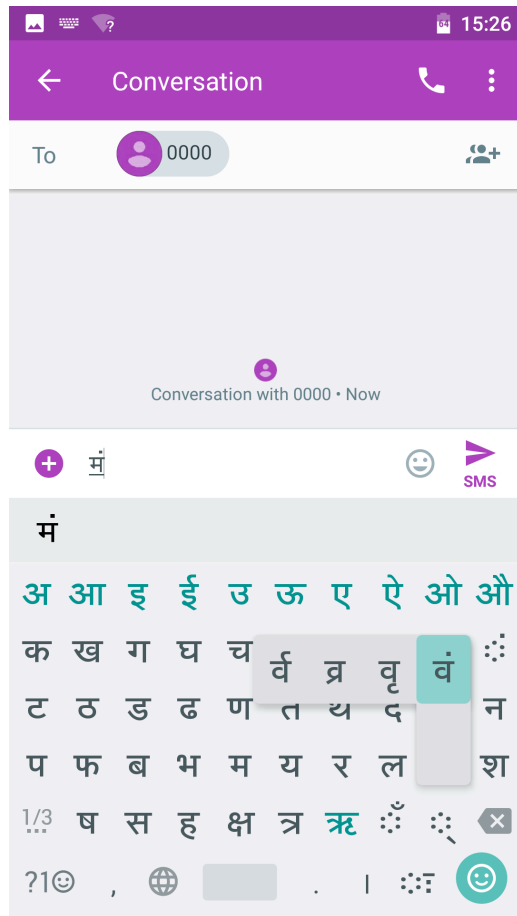 15:26
Conversation
To 0000
Conversation with 0000 • Now
मं
SMS
मं
अ आ इ ई उ ऊ ए ऐ ओ औ
क ख ग घ च
र्व व्र वृ वं
ट ठ ड ढ ण त थ द न
प फ ब भ म य र ल श
1/3 ष स ह क्ष त्र ऋ ँ ्
?1☺ , . ।